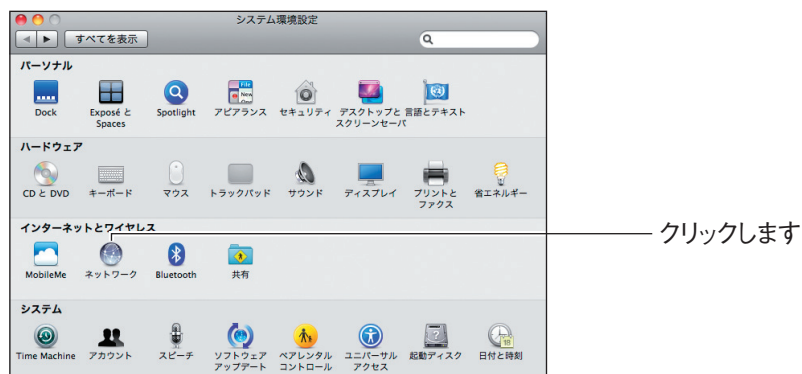 システム環境設定
すべてを表示
パーソナル
Dock Exposé と Spotlight アピアランス セキュリティ デスクトップと 言語とテキスト
Spaces スクリーンセーバ
ハードウェア
CD と DVD キーボード マウス トラックパッド サウンド ディスプレイ プリントと 省エネルギー
ファクス
インターネットとワイヤレス
クリックします
MobileMe ネットワーク Bluetooth 共有
システム
Time Machine アカウント スピーチ ソフトウェア ペアレンタル ユニバーサル 起動ディスク 日付と時刻
アップデート コントロール アクセス